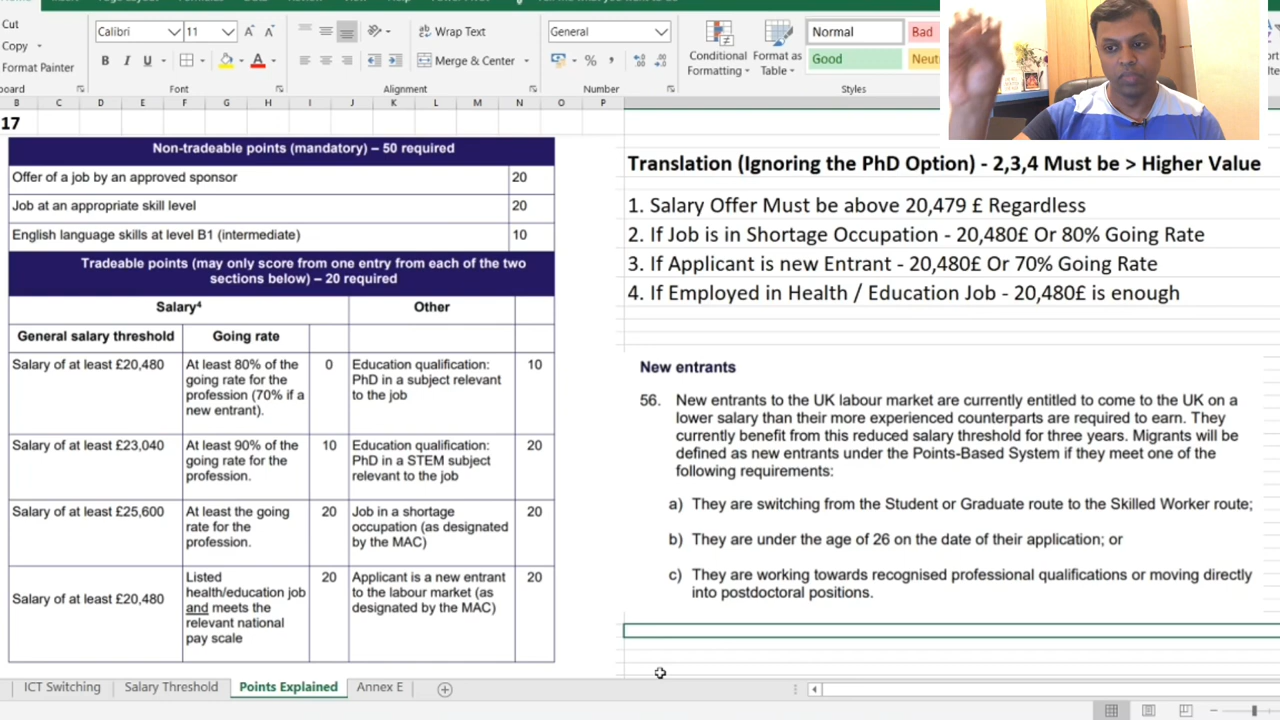 Cut
Calibri
11
Wrap Text
General
Normal
Bad
Copy
Conditional
Format as
Good
Format Painter
B I U
Merge & Center
Formatting
Table
Font
Alignment
Number
Styles
B C D E F G H I J K L M N O P
17
Non-tradeable points (mandatory) – 50 required
Offer of a job by an approved sponsor 20
Job at an appropriate skill level 20
English language skills at level B1 (intermediate) 10
Tradeable points (may only score from one entry from each of the two
sections below) – 20 required
Salary⁴ Other
General salary threshold Going rate
Salary of at least £20,480
At least 80% of the
going rate for the
profession (70% if a
new entrant).
0
Education qualification:
PhD in a subject relevant
to the job
10
Salary of at least £23,040
At least 90% of the
going rate for the
profession.
10
Education qualification:
PhD in a STEM subject
relevant to the job
20
Salary of at least £25,600
At least the going
rate for the
profession.
20
Job in a shortage
occupation (as designated
by the MAC)
20
Salary of at least £20,480
Listed
health/education job
and meets the
relevant national
pay scale
20
Applicant is a new entrant
to the labour market (as
designated by the MAC)
20
Translation (Ignoring the PhD Option) - 2,3,4 Must be > Higher Value
1. Salary Offer Must be above 20,479 £ Regardless
2. If Job is in Shortage Occupation - 20,480£ Or 80% Going Rate
3. If Applicant is new Entrant - 20,480£ Or 70% Going Rate
4. If Employed in Health / Education Job - 20,480£ is enough
New entrants
56. New entrants to the UK labour market are currently entitled to come to the UK on a
lower salary than their more experienced counterparts are required to earn. They
currently benefit from this reduced salary threshold for three years. Migrants will be
defined as new entrants under the Points-Based System if they meet one of the
following requirements:
a) They are switching from the Student or Graduate route to the Skilled Worker route;
b) They are under the age of 26 on the date of their application; or
c) They are working towards recognised professional qualifications or moving directly
into postdoctoral positions.
ICT Switching Salary Threshold Points Explained Annex E